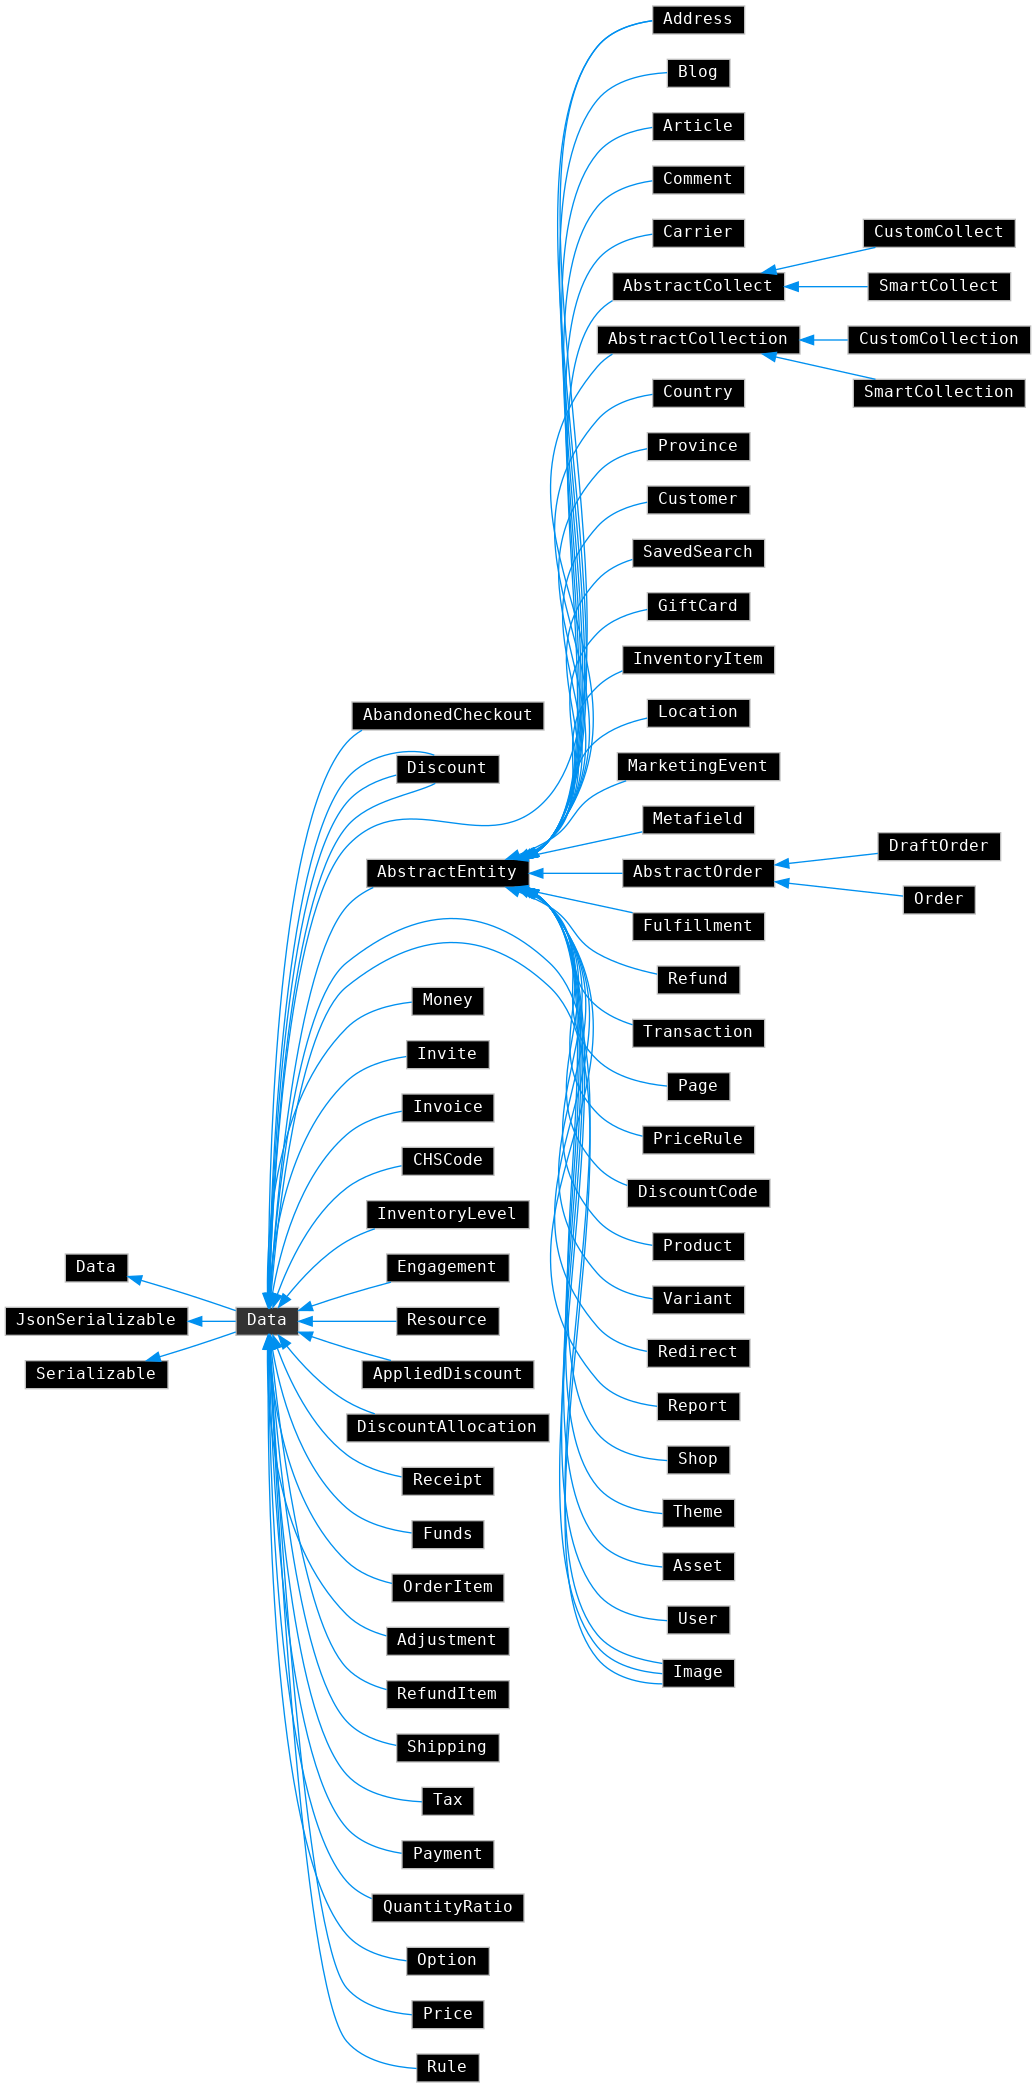 Data
JsonSerializable
Serializable
Data
AbandonedCheckout
Discount
AbstractEntity
Money
Invite
Invoice
CHSCode
InventoryLevel
Engagement
Resource
AppliedDiscount
DiscountAllocation
Receipt
Funds
OrderItem
Adjustment
RefundItem
Shipping
Tax
Payment
QuantityRatio
Option
Price
Rule
Address
Blog
Article
Comment
Carrier
AbstractCollect
AbstractCollection
Country
Province
Customer
SavedSearch
GiftCard
InventoryItem
Location
MarketingEvent
Metafield
AbstractOrder
Fulfillment
Refund
Transaction
Page
PriceRule
DiscountCode
Product
Variant
Redirect
Report
Shop
Theme
Asset
User
Image
CustomCollect
SmartCollect
CustomCollection
SmartCollection
DraftOrder
Order